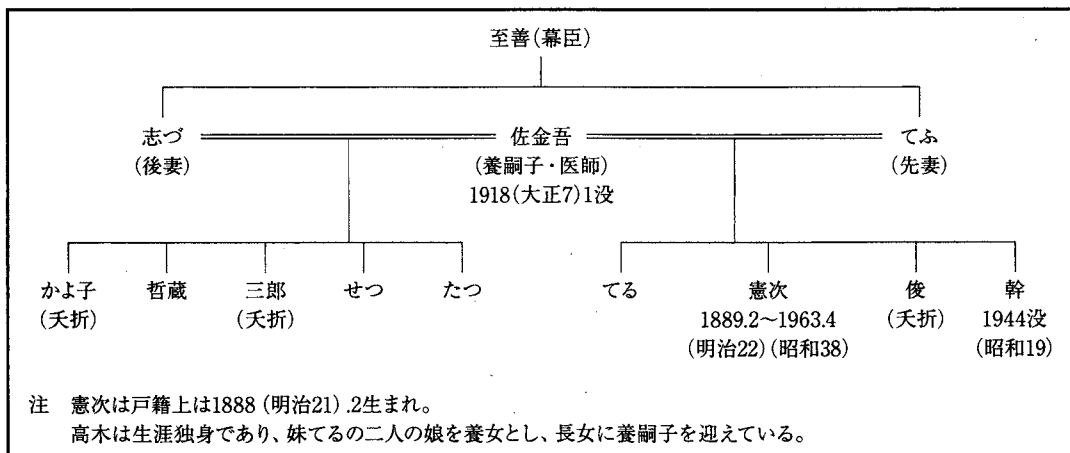 至善(幕臣)
志づ 佐金吾 てふ
(後妻) (養嗣子・医師) (先妻)
1918(大正7)1没
かよ子 哲蔵 三郎 せつ たつ てる 憲次 俊 幹
(夭折) (夭折) 1889.2～1963.4 (夭折) 1944没
(明治22)(昭和38) (昭和19)
注 憲次は戸籍上は1888(明治21).2生まれ。
高木は生涯独身であり、妹てるの二人の娘を養女とし、長女に養嗣子を迎えている。